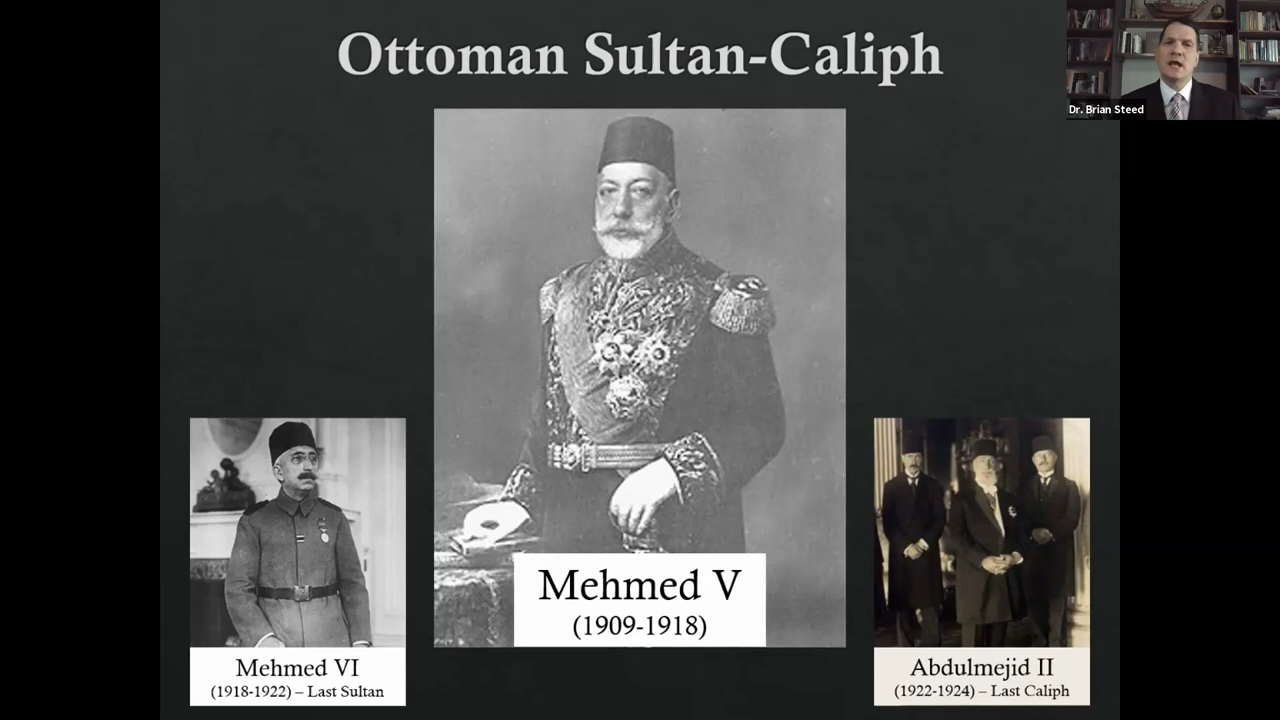 Ottoman Sultan-Caliph
Dr. Brian Steed
Mehmed V
(1909-1918)
Mehmed VI
(1918-1922) – Last Sultan
Abdulmejid II
(1922-1924) – Last Caliph